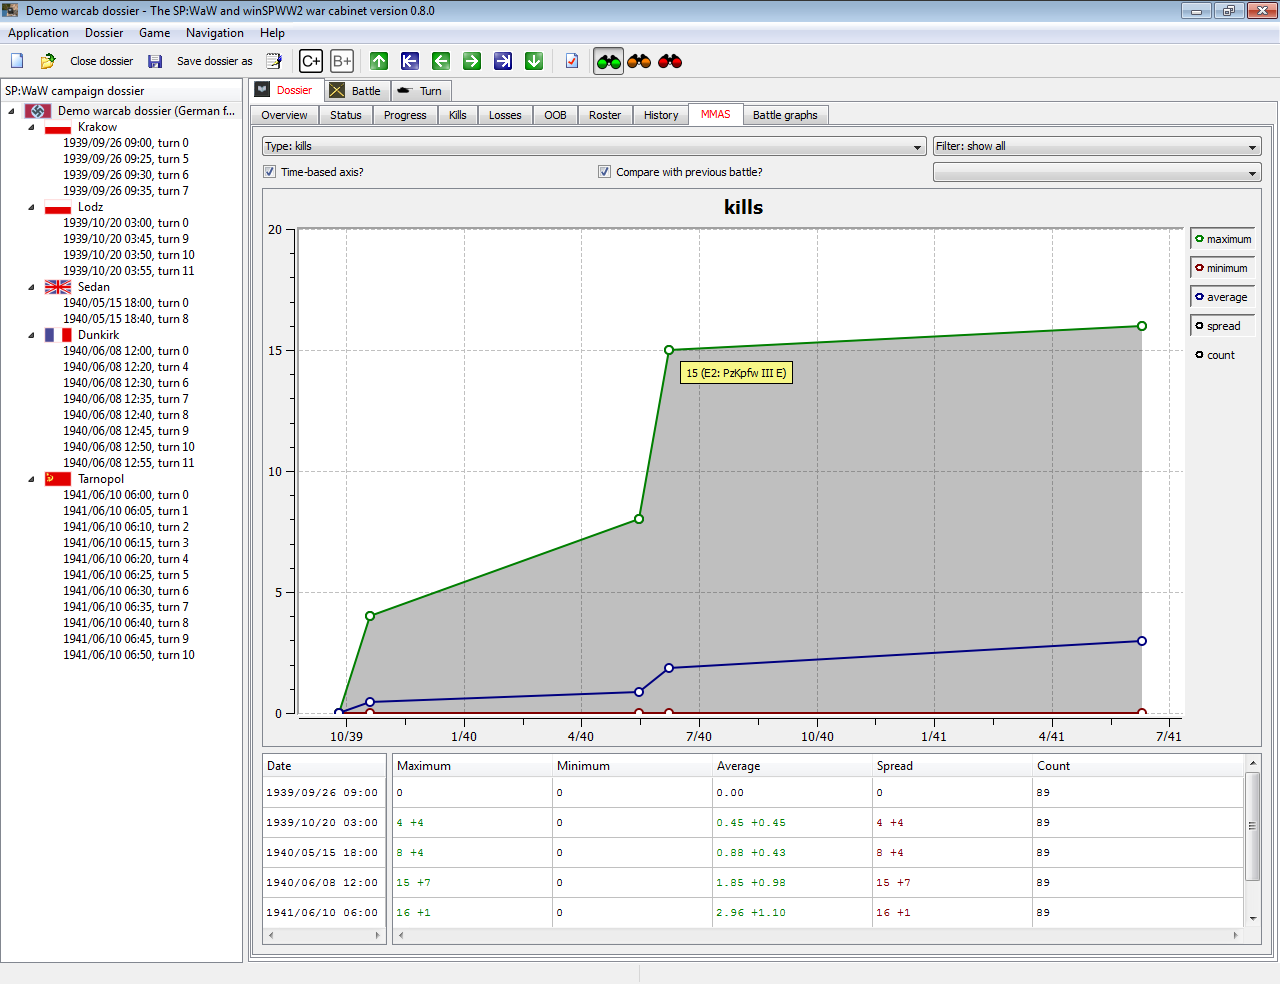 Demo warcab dossier - The SP:WaW and winSPWW2 war cabinet version 0.8.0
Application Dossier Game Navigation Help
Close dossier Save dossier as C+ B+
SP:WaW campaign dossier
Demo warcab dossier (German f...
Krakow
1939/09/26 09:00, turn 0
1939/09/26 09:25, turn 5
1939/09/26 09:30, turn 6
1939/09/26 09:35, turn 7
Lodz
1939/10/20 03:00, turn 0
1939/10/20 03:45, turn 9
1939/10/20 03:50, turn 10
1939/10/20 03:55, turn 11
Sedan
1940/05/15 18:00, turn 0
1940/05/15 18:40, turn 8
Dunkirk
1940/06/08 12:00, turn 0
1940/06/08 12:20, turn 4
1940/06/08 12:30, turn 6
1940/06/08 12:35, turn 7
1940/06/08 12:40, turn 8
1940/06/08 12:45, turn 9
1940/06/08 12:50, turn 10
1940/06/08 12:55, turn 11
Tarnopol
1941/06/10 06:00, turn 0
1941/06/10 06:05, turn 1
1941/06/10 06:10, turn 2
1941/06/10 06:15, turn 3
1941/06/10 06:20, turn 4
1941/06/10 06:25, turn 5
1941/06/10 06:30, turn 6
1941/06/10 06:35, turn 7
1941/06/10 06:40, turn 8
1941/06/10 06:45, turn 9
1941/06/10 06:50, turn 10
Dossier Battle Turn
Overview Status Progress Kills Losses OOB Roster History MMAS Battle graphs
Type: kills Filter: show all
Time-based axis? Compare with previous battle?
kills
20
15
10
5
0
15 (E2: PzKpfw III E)
10/39 1/40 4/40 7/40 10/40 1/41 4/41 7/41
maximum
minimum
average
spread
count
Date Maximum Minimum Average Spread Count
1939/09/26 09:00 0 0 0.00 0 89
1939/10/20 03:00 4 +4 0 0.45 +0.45 4 +4 89
1940/05/15 18:00 8 +4 0 0.88 +0.43 8 +4 89
1940/06/08 12:00 15 +7 0 1.85 +0.98 15 +7 89
1941/06/10 06:00 16 +1 0 2.96 +1.10 16 +1 89